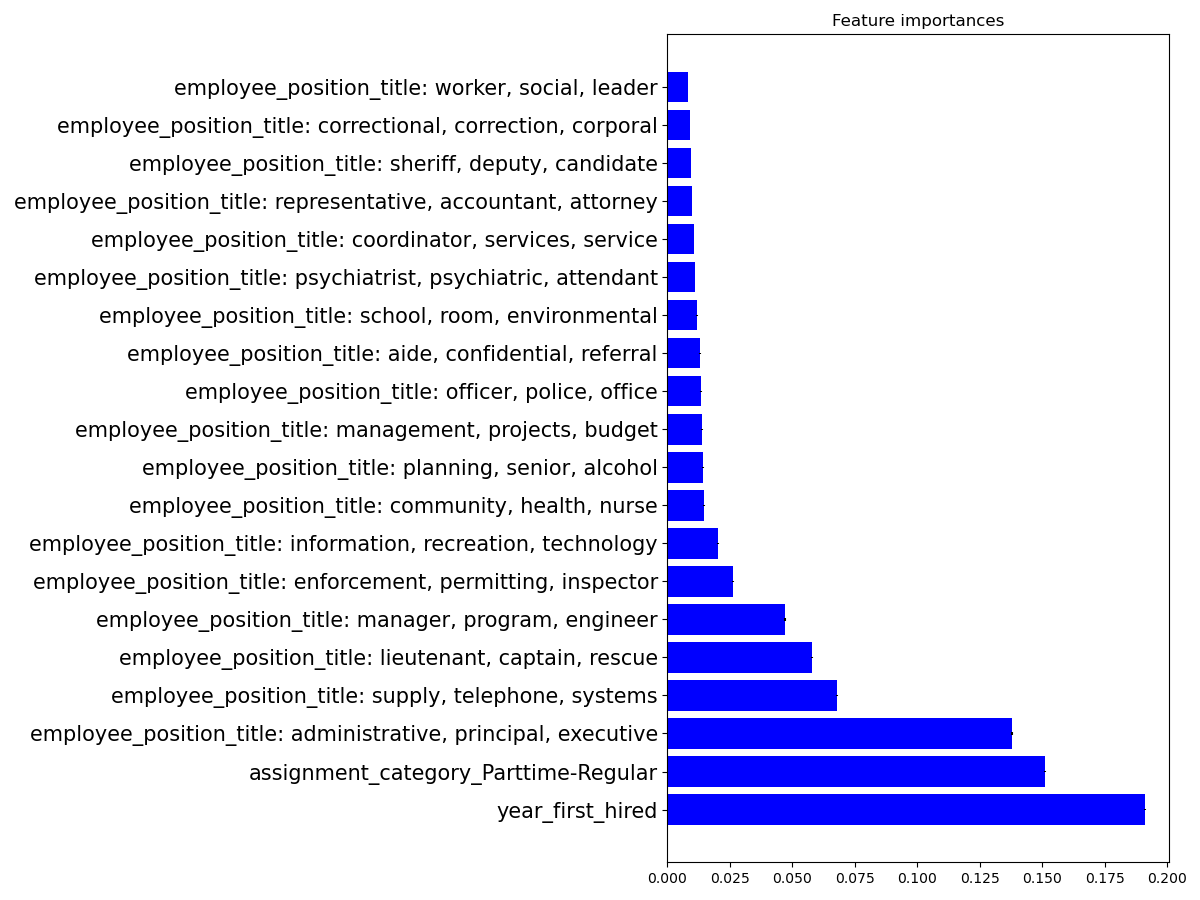 Feature importances
employee_position_title: worker, social, leader
employee_position_title: correctional, correction, corporal
employee_position_title: sheriff, deputy, candidate
employee_position_title: representative, accountant, attorney
employee_position_title: coordinator, services, service
employee_position_title: psychiatrist, psychiatric, attendant
employee_position_title: school, room, environmental
employee_position_title: aide, confidential, referral
employee_position_title: officer, police, office
employee_position_title: management, projects, budget
employee_position_title: planning, senior, alcohol
employee_position_title: community, health, nurse
employee_position_title: information, recreation, technology
employee_position_title: enforcement, permitting, inspector
employee_position_title: manager, program, engineer
employee_position_title: lieutenant, captain, rescue
employee_position_title: supply, telephone, systems
employee_position_title: administrative, principal, executive
assignment_category_Parttime-Regular
year_first_hired
0.000 0.025 0.050 0.075 0.100 0.125 0.150 0.175 0.200